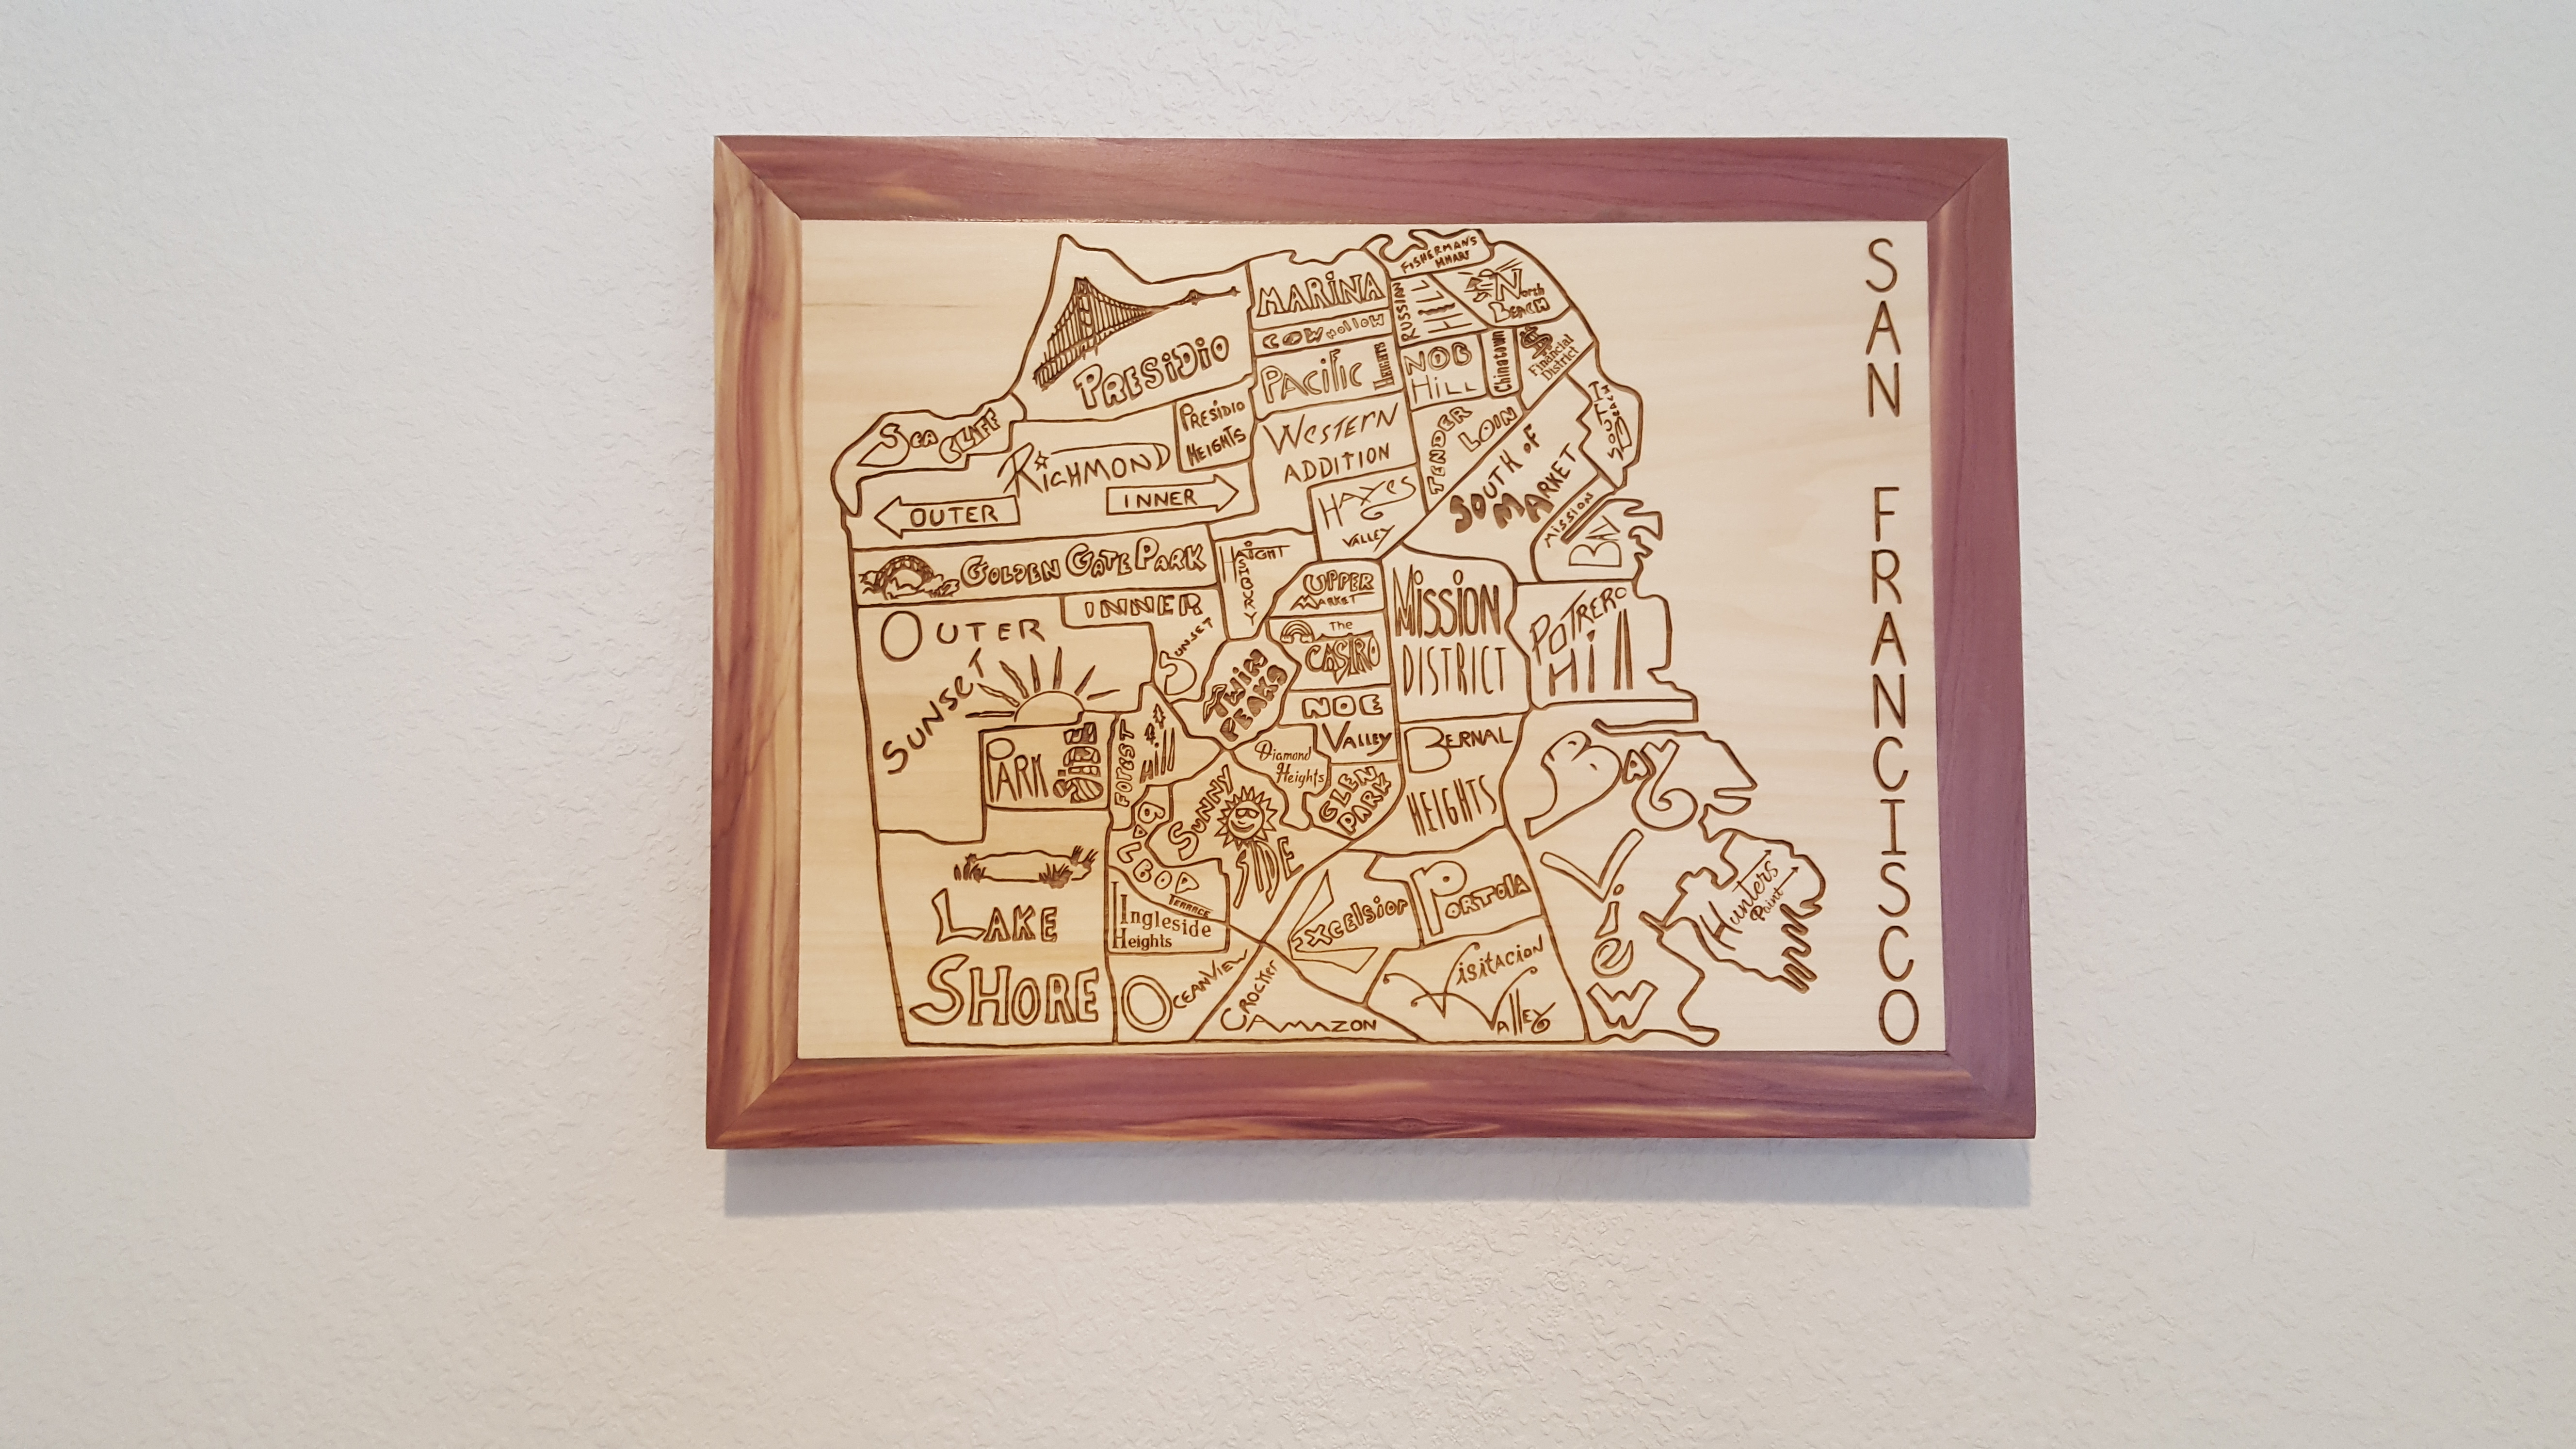 SAN FRANCISCO
FISHERMAN'S
WHARF
MARINA
RUSSIAN
HILL
North
BEACH
COW HOLLOW
PRESIDIO
PACIFIC
HEIGHTS
NOB
HILL
Chinatown
Financial
District
SEA
CLIFF
PRESIDIO
HEIGHTS
WESTERN
ADDITION
TENDER
LOIN
SOUTH OF
MARKET
SOUTH
BEACH
RICHMOND
OUTER
INNER
HAYES
VALLEY
MISSION
BAY
GOLDEN GATE PARK
HAIGHT
ASHBURY
UPPER
MARKET
MISSION
DISTRICT
POTRERO
HILL
OUTER
SUNSET
INNER
SUNSET
The
CASTRO
TWIN
PEAKS
NOE
VALLEY
PARK
SIDE
FOREST
Hill
Diamond
Heights
GLEN
PARK
BERNAL
HEIGHTS
BAY
VIEW
SUNNY
SIDE
BALBOA
TERRACE
LAKE
SHORE
Ingleside
Heights
EXCELSIOR
PORTOLA
Hunters
Point
OCEANVIEW
CROCKER
AMAZON
VISITACION
VALLEY